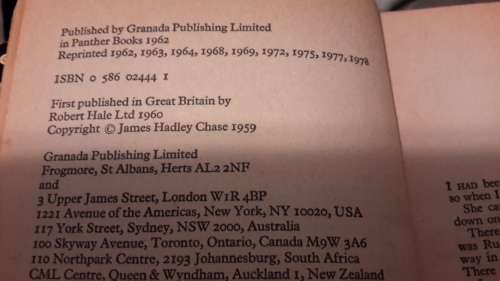 Published by Granada Publishing Limited
in Panther Books 1962
Reprinted 1962, 1963, 1964, 1968, 1969, 1972, 1975, 1977, 1978
ISBN 0 586 02444 1
First published in Great Britain by
Robert Hale Ltd 1960
Copyright © James Hadley Chase 1959
Granada Publishing Limited
Frogmore, St Albans, Herts AL2 2NF
and
3 Upper James Street, London W1R 4BP
1221 Avenue of the Americas, New York, NY 10020, USA
117 York Street, Sydney, NSW 2000, Australia
100 Skyway Avenue, Toronto, Ontario, Canada M9W 3A6
110 Northpark Centre, 2193 Johannesburg, South Africa
CML Centre, Queen & Wyndham, Auckland 1, New Zealand
I HAD bee
so when I
She ca
down on
There
was Ru
way in
There